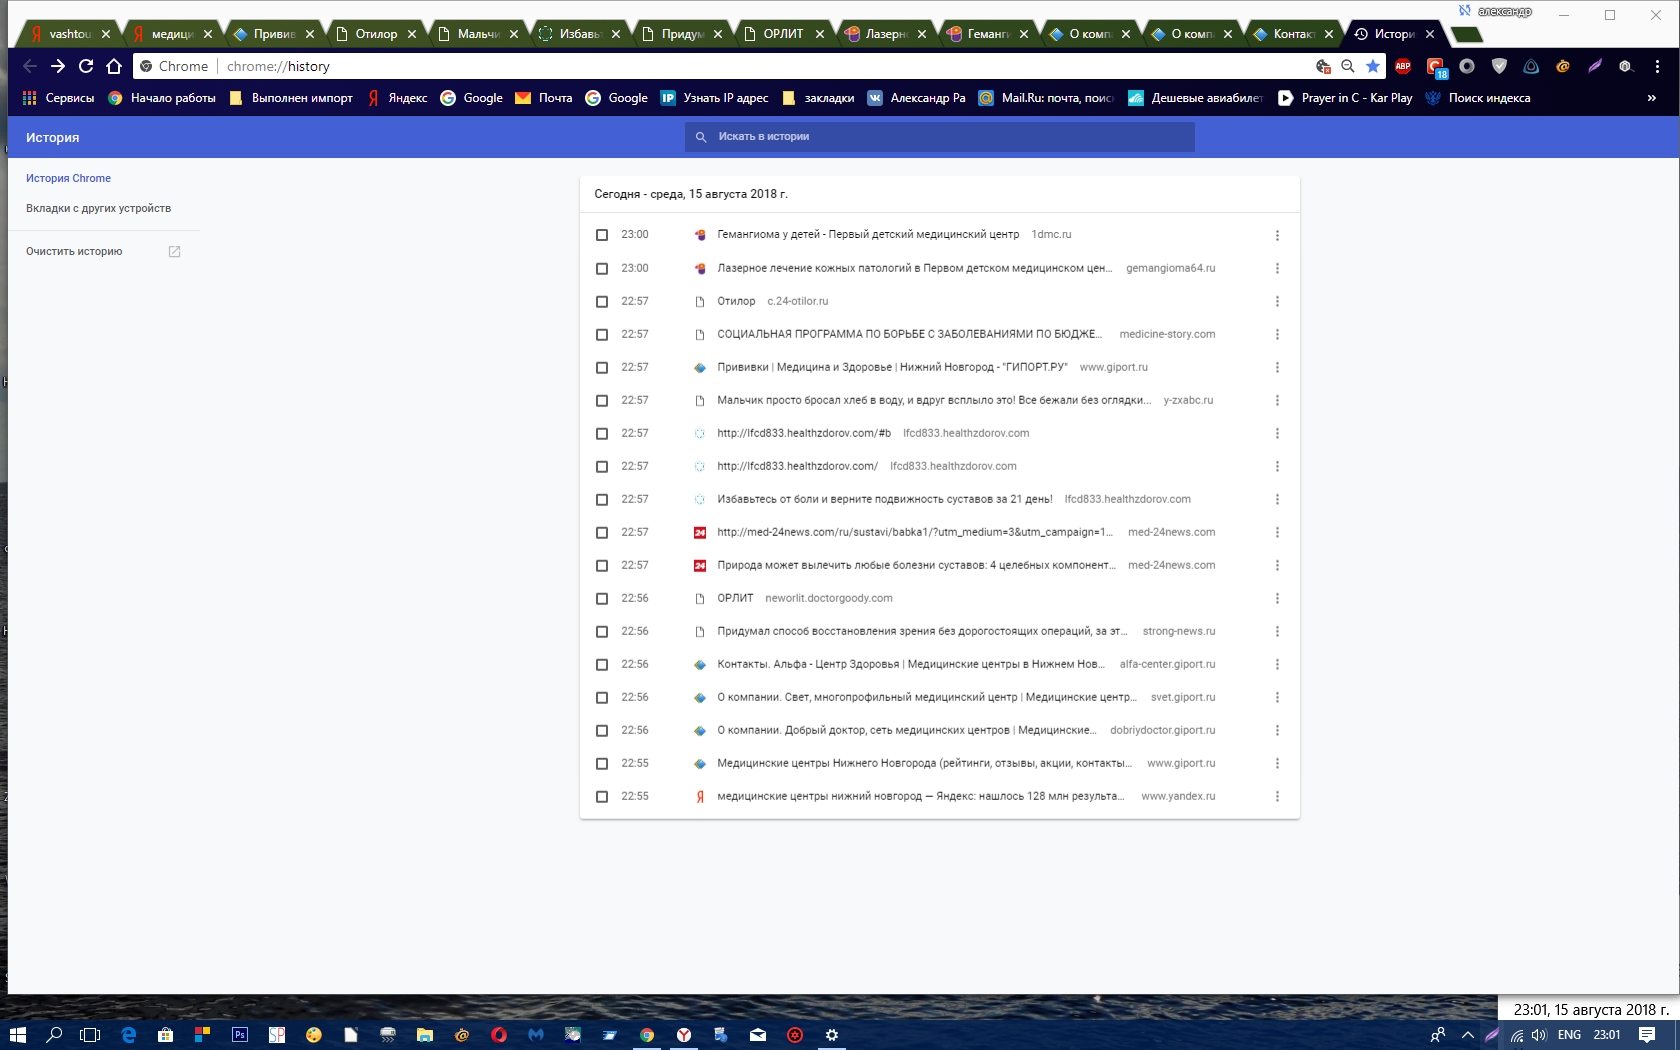 александр
vashtou
медици
Привив
Отилор
Мальчи
Избавьт
Придум
ОРЛИТ
Лазерно
Геманги
О комп
О комп
Контакт
Истори
Chrome chrome://history
ABP
18
Сервисы Начало работы Выполнен импорт Яндекс Google Почта Google IP Узнать IP адрес закладки Александр Ра Mail.Ru: почта, поис Дешевые авиабилет Prayer in C - Kar Play Поиск индекса »
История
Искать в истории
История Chrome
Вкладки с других устройств
Очистить историю
Сегодня - среда, 15 августа 2018 г.
23:00 Гемангиома у детей - Первый детский медицинский центр 1dmc.ru
23:00 Лазерное лечение кожных патологий в Первом детском медицинском цен... gemangioma64.ru
22:57 Отилор c.24-otilor.ru
22:57 СОЦИАЛЬНАЯ ПРОГРАММА ПО БОРЬБЕ С ЗАБОЛЕВАНИЯМИ ПО БЮДЖЕ... medicine-story.com
22:57 Прививки | Медицина и Здоровье | Нижний Новгород - "ГИПОРТ.РУ" www.giport.ru
22:57 Мальчик просто бросал хлеб в воду, и вдруг всплыло это! Все бежали без оглядки... y-zxabc.ru
22:57 http://lfcd833.healthzdorov.com/#b lfcd833.healthzdorov.com
22:57 http://lfcd833.healthzdorov.com/ lfcd833.healthzdorov.com
22:57 Избавьтесь от боли и верните подвижность суставов за 21 день! lfcd833.healthzdorov.com
22:57 24 http://med-24news.com/ru/sustavi/babka1/?utm_medium=3&utm_campaign=1... med-24news.com
22:57 24 Природа может вылечить любые болезни суставов: 4 целебных компонент... med-24news.com
22:56 ОРЛИТ neworlit.doctorgoody.com
22:56 Придумал способ восстановления зрения без дорогостоящих операций, за эт... strong-news.ru
22:56 Контакты. Альфа - Центр Здоровья | Медицинские центры в Нижнем Нов... alfa-center.giport.ru
22:56 О компании. Свет, многопрофильный медицинский центр | Медицинские центр... svet.giport.ru
22:56 О компании. Добрый доктор, сеть медицинских центров | Медицинские... dobriydoctor.giport.ru
22:55 Медицинские центры Нижнего Новгорода (рейтинги, отзывы, акции, контакты... www.giport.ru
22:55 Я медицинские центры нижний новгород — Яндекс: нашлось 128 млн результа... www.yandex.ru
23:01, 15 августа 2018 г.
Ps
SP
ENG 23:01